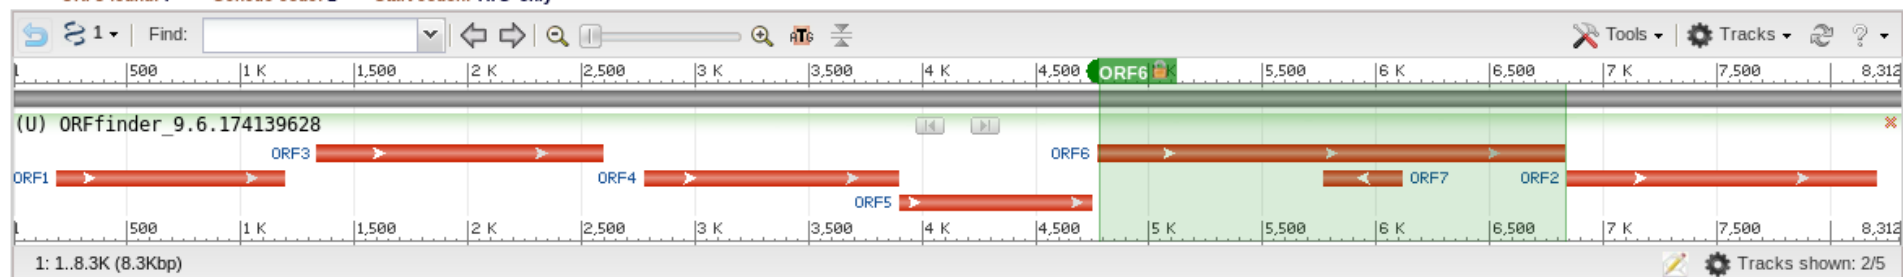 1 Find: ATG Tools Tracks ?
1 500 1 K 1,500 2 K 2,500 3 K 3,500 4 K 4,500 ORF6 K 5,500 6 K 6,500 7 K 7,500 8,312
(U) ORFfinder_9.6.174139628
ORF3 ORF6
ORF1 ORF4 ORF7 ORF2
ORF5
1 500 1 K 1,500 2 K 2,500 3 K 3,500 4 K 4,500 5 K 5,500 6 K 6,500 7 K 7,500 8,312
1: 1..8.3K (8.3Kbp) Tracks shown: 2/5